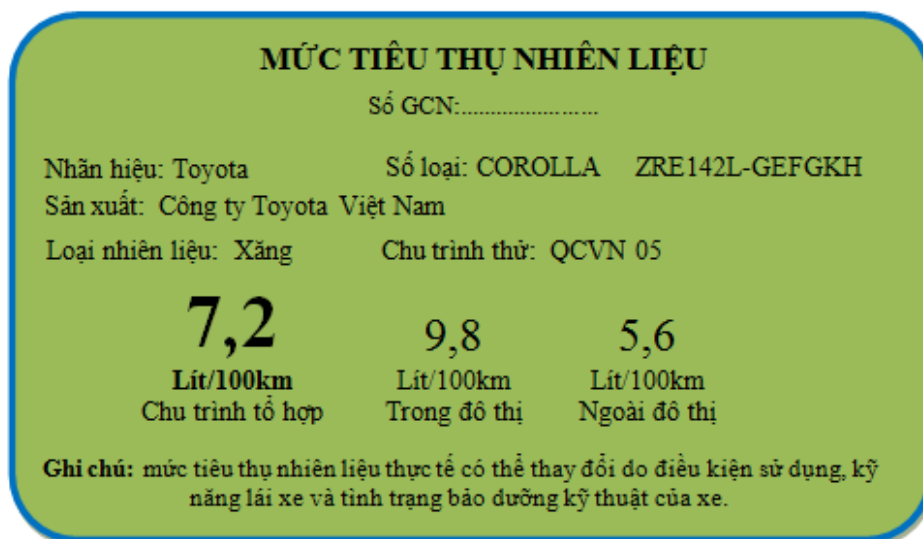 MỨC TIÊU THỤ NHIÊN LIỆU
Số GCN:........................
Nhãn hiệu: Toyota Số loại: COROLLA ZRE142L-GEFGKH
Sản xuất: Công ty Toyota Việt Nam
Loại nhiên liệu: Xăng Chu trình thử: QCVN 05
7,2 9,8 5,6
Lít/100km Lít/100km Lít/100km
Chu trình tổ hợp Trong đô thị Ngoài đô thị
Ghi chú: mức tiêu thụ nhiên liệu thực tế có thể thay đổi do điều kiện sử dụng, kỹ
năng lái xe và tình trạng bảo dưỡng kỹ thuật của xe.